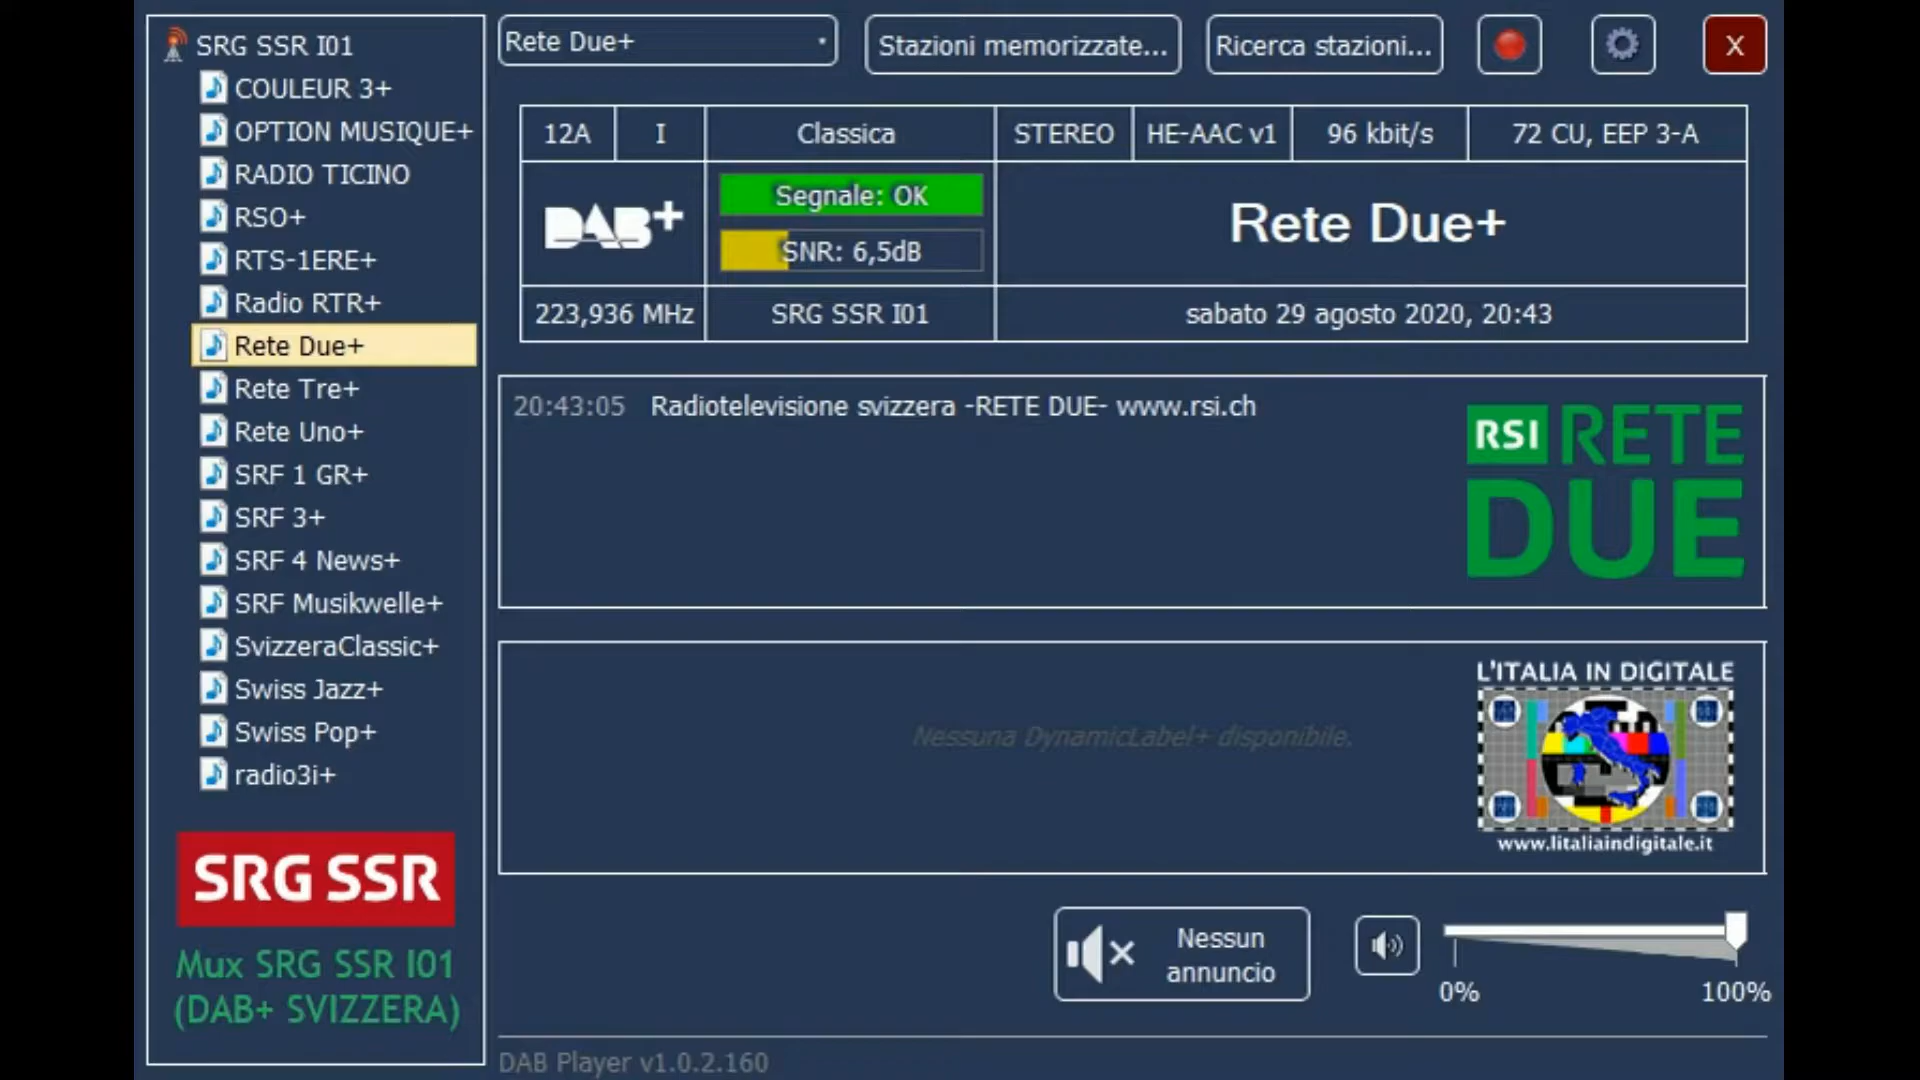 SRG SSR I01
COULEUR 3+
OPTION MUSIQUE+
RADIO TICINO
RSO+
RTS-1ERE+
Radio RTR+
Rete Due+
Rete Tre+
Rete Uno+
SRF 1 GR+
SRF 3+
SRF 4 News+
SRF Musikwelle+
SvizzeraClassic+
Swiss Jazz+
Swiss Pop+
radio3i+
SRG SSR
Mux SRG SSR I01
(DAB+ SVIZZERA)
Rete Due+ Stazioni memorizzate... Ricerca stazioni... X
12A I Classica STEREO HE-AAC v1 96 kbit/s 72 CU, EEP 3-A
DAB+ Segnale: OK Rete Due+
SNR: 6,5dB
223,936 MHz SRG SSR I01 sabato 29 agosto 2020, 20:43
20:43:05 Radiotelevisione svizzera -RETE DUE- www.rsi.ch
RSI RETE
DUE
L'ITALIA IN DIGITALE
Nessuna DynamicLabel+ disponibile.
www.litaliaindigitale.it
Nessun
annuncio
0% 100%
DAB Player v1.0.2.160